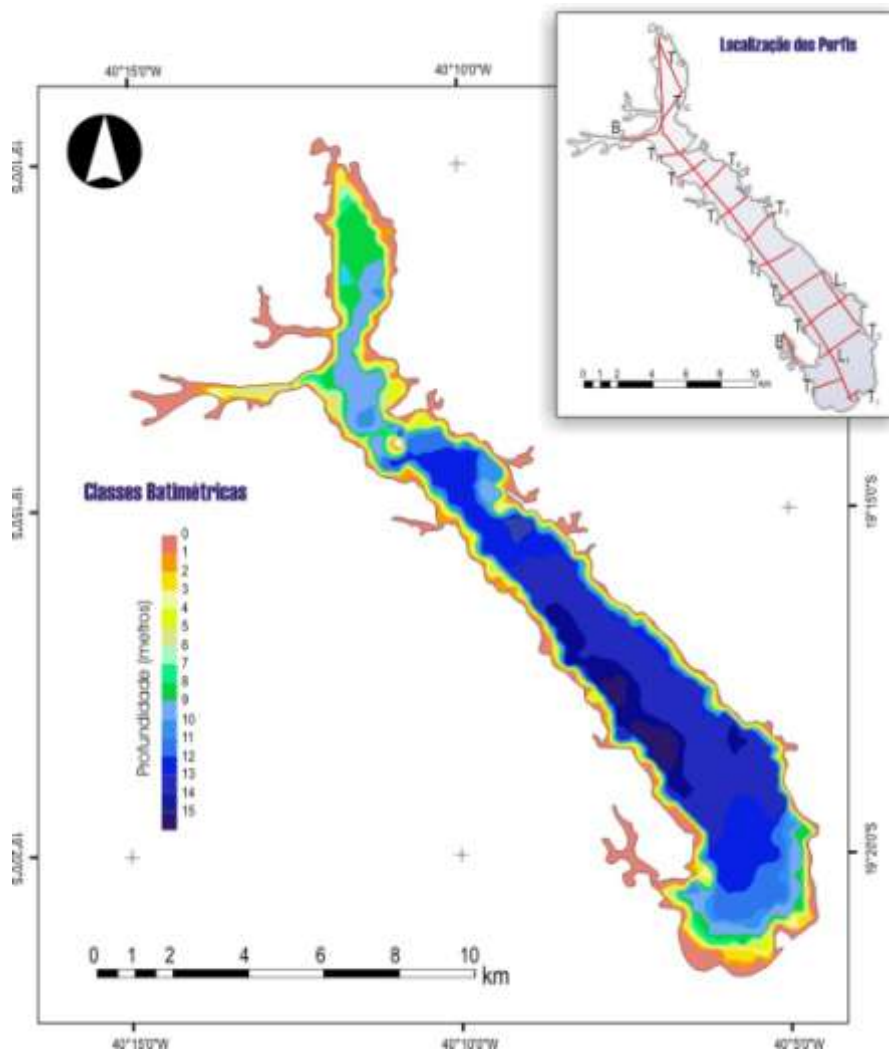 Localização dos Perfis
40°15'0"W
40°10'0"W
T
T
B
T
T
T
T
T
T
T
T
L
T
T
B
L
T
T
0 1 2 4 6 8 10
km
19°10'0"S
19°15'0"S
19°15'0"S
Classes Batimétricas
Profundidade (metros)
0
1
2
3
4
5
6
7
8
9
10
11
12
13
14
15
19°20'0"S
19°20'0"S
0 1 2 4 6 8 10
km
40°15'0"W
40°10'0"W
40°5'0"W